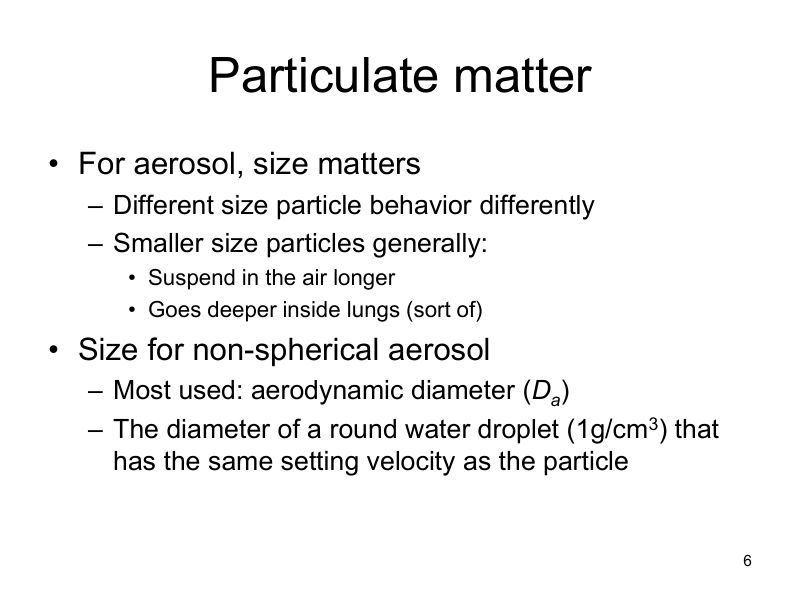 Particulate matter
• For aerosol, size matters
– Different size particle behavior differently
– Smaller size particles generally:
• Suspend in the air longer
• Goes deeper inside lungs (sort of)
• Size for non-spherical aerosol
– Most used: aerodynamic diameter (Da)
– The diameter of a round water droplet (1g/cm3) that
has the same setting velocity as the particle
6